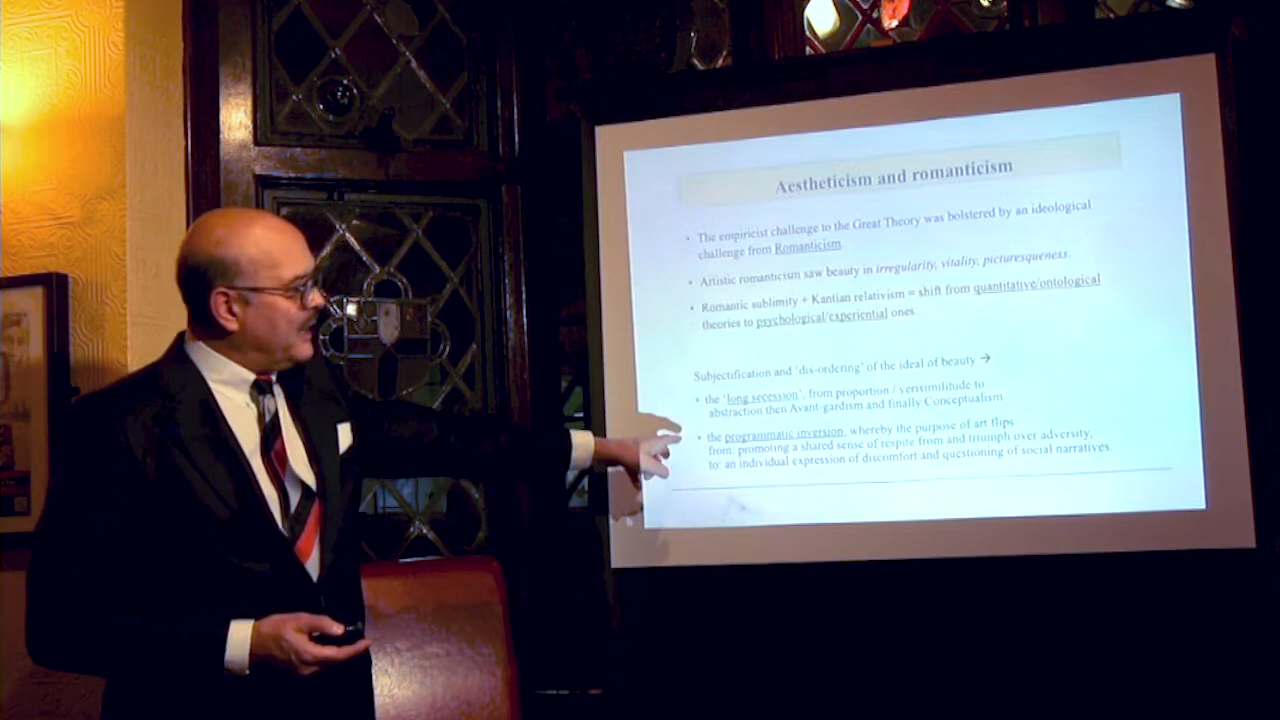 Aestheticism and romanticism
• The empiricist challenge to the Great Theory was bolstered by an ideological
challenge from Romanticism.
• Artistic romanticism saw beauty in irregularity, vitality, picturesqueness.
• Romantic sublimity + Kantian relativism = shift from quantitative/ontological
theories to psychological/experiential ones
Subjectification and 'dis-ordering' of the ideal of beauty →
• the 'long secession', from proportion / verisimilitude to
abstraction then Avant-gardism and finally Conceptualism
• the programmatic inversion, whereby the purpose of art flips
from: promoting a shared sense of respite from and triumph over adversity,
to: an individual expression of discomfort and questioning of social narratives.